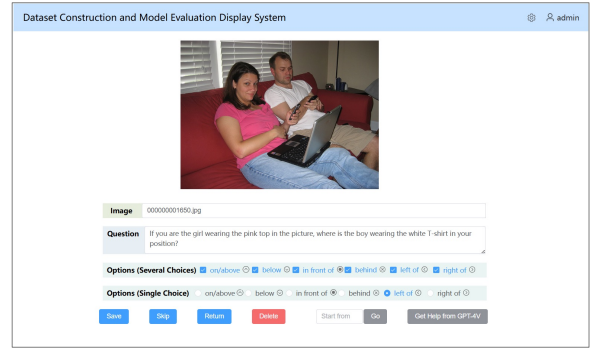 Dataset Construction and Model Evaluation Display System
admin
Image 000000001650.jpg
Question If you are the girl wearing the pink top in the picture, where is the boy wearing the white T-shirt in your
position?
Options (Several Choices) on/above below in front of behind left of right of
Options (Single Choice) on/above below in front of behind left of right of
Save Skip Return Delete Start from Go Get Help from GPT-4V